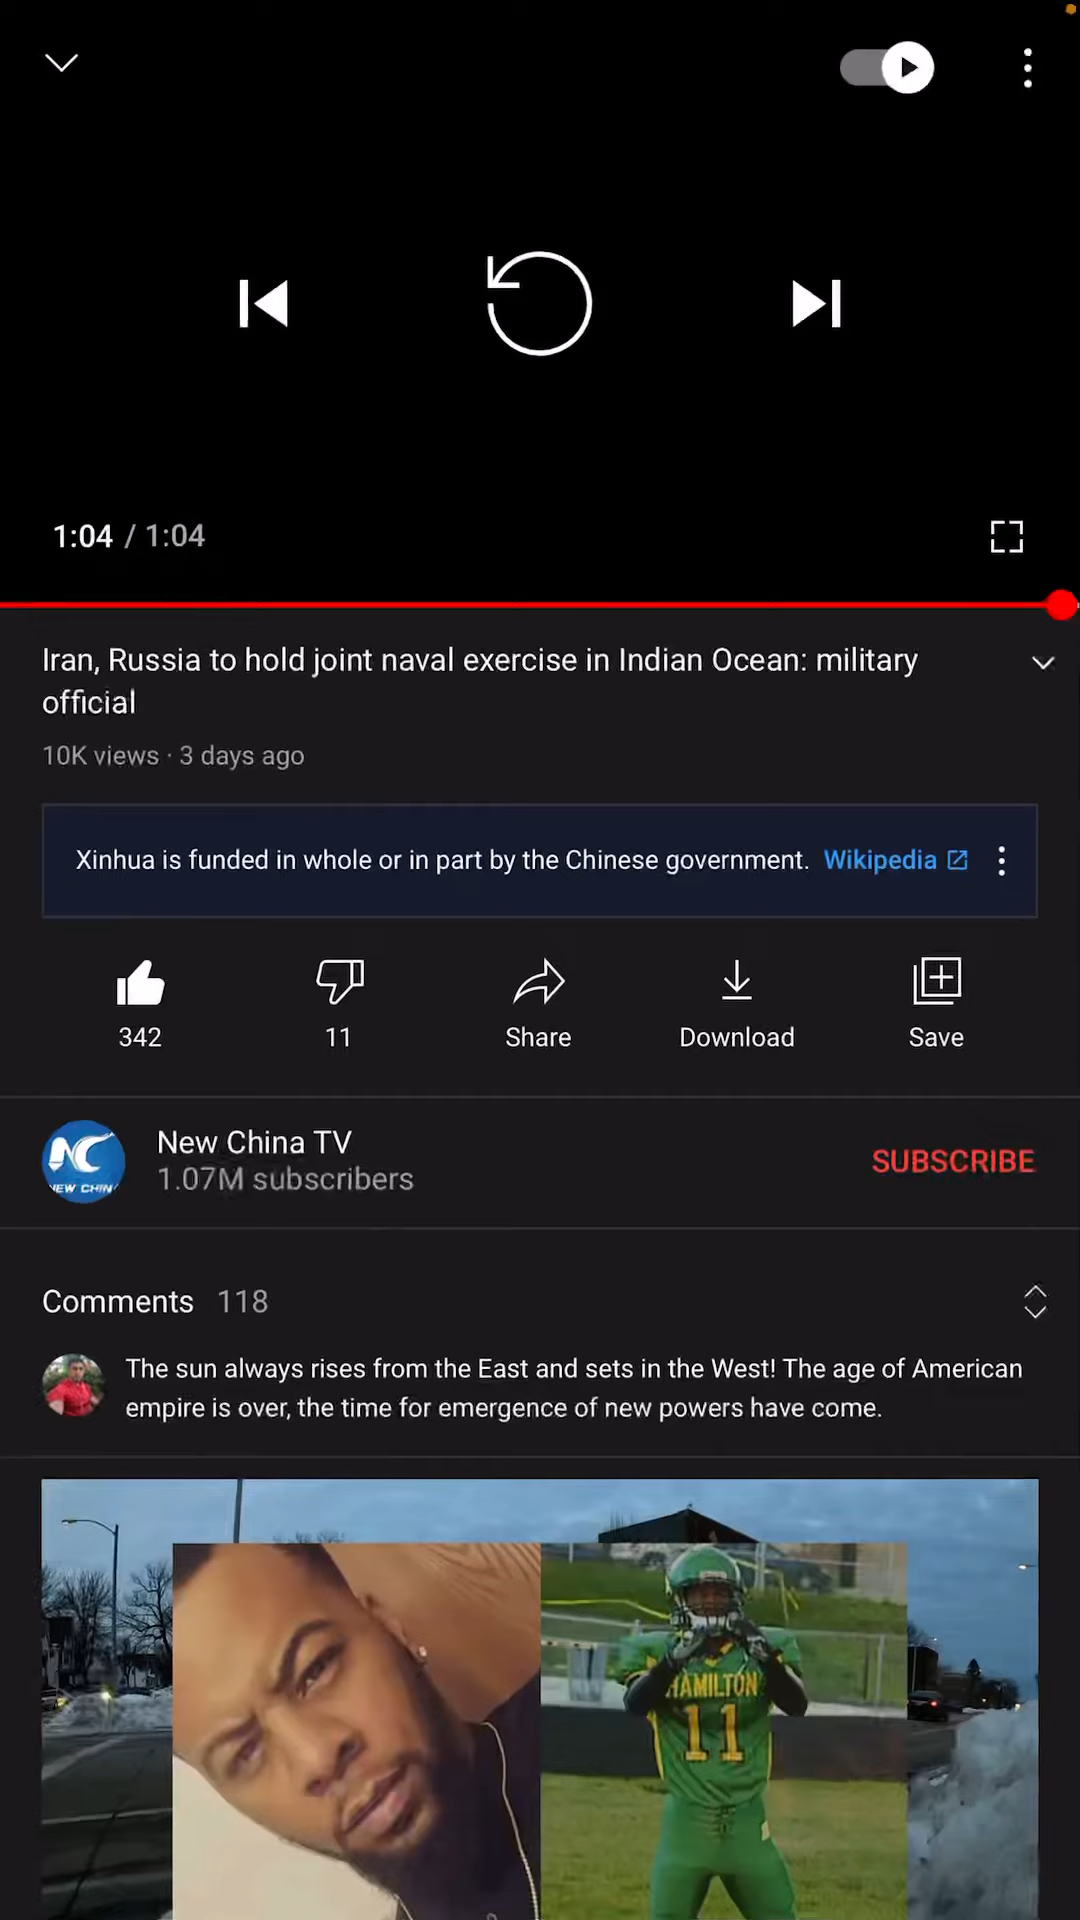 1:04 / 1:04
Iran, Russia to hold joint naval exercise in Indian Ocean: military
official
10K views · 3 days ago
Xinhua is funded in whole or in part by the Chinese government. Wikipedia
342
11
Share
Download
Save
NC
NEW CHIN
New China TV
1.07M subscribers
SUBSCRIBE
Comments 118
The sun always rises from the East and sets in the West! The age of American
empire is over, the time for emergence of new powers have come.
HAMILTON
11